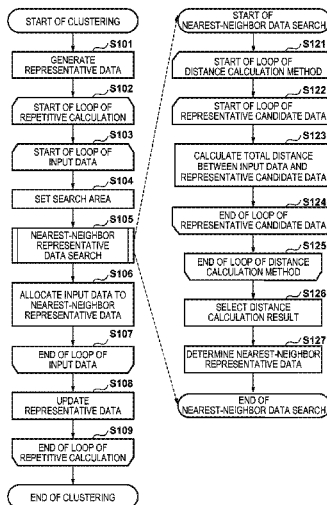 START OF CLUSTERING
S101
GENERATE
REPRESENTATIVE DATA
S102
START OF LOOP OF
REPETITIVE CALCULATION
S103
START OF LOOP OF
INPUT DATA
S104
SET SEARCH AREA
S105
NEAREST-NEIGHBOR
REPRESENTATIVE
DATA SEARCH
S106
ALLOCATE INPUT DATA TO
NEAREST-NEIGHBOR
REPRESENTATIVE DATA
S107
END OF LOOP OF
INPUT DATA
S108
UPDATE
REPRESENTATIVE DATA
S109
END OF LOOP OF
REPETITIVE CALCULATION
END OF CLUSTERING
START OF
NEAREST-NEIGHBOR DATA SEARCH
S121
START OF LOOP OF
DISTANCE CALCULATION METHOD
S122
START OF LOOP OF
REPRESENTATIVE CANDIDATE DATA
S123
CALCULATE TOTAL DISTANCE
BETWEEN INPUT DATA AND
REPRESENTATIVE CANDIDATE DATA
S124
END OF LOOP OF
REPRESENTATIVE CANDIDATE DATA
S125
END OF LOOP OF DISTANCE
CALCULATION METHOD
S126
SELECT DISTANCE
CALCULATION RESULT
S127
DETERMINE NEAREST-NEIGHBOR
REPRESENTATIVE DATA
END OF
NEAREST-NEIGHBOR DATA SEARCH